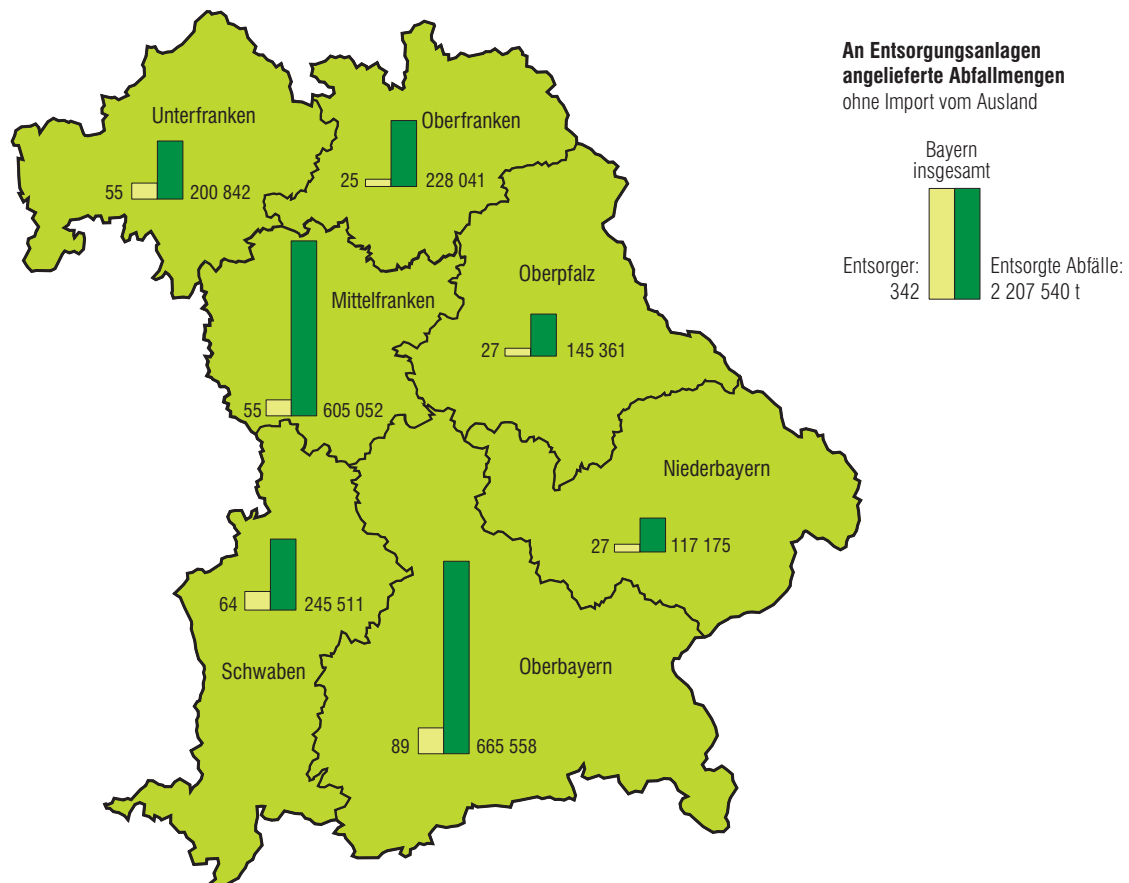 An Entsorgungsanlagen
angelieferte Abfallmengen
ohne Import vom Ausland
Bayern
insgesamt
Entsorger:
342
Entsorgte Abfälle:
2 207 540 t
Unterfranken
55
200 842
Oberfranken
25
228 041
Mittelfranken
55
605 052
Oberpfalz
27
145 361
Niederbayern
27
117 175
64
245 511
Schwaben
Oberbayern
89
665 558